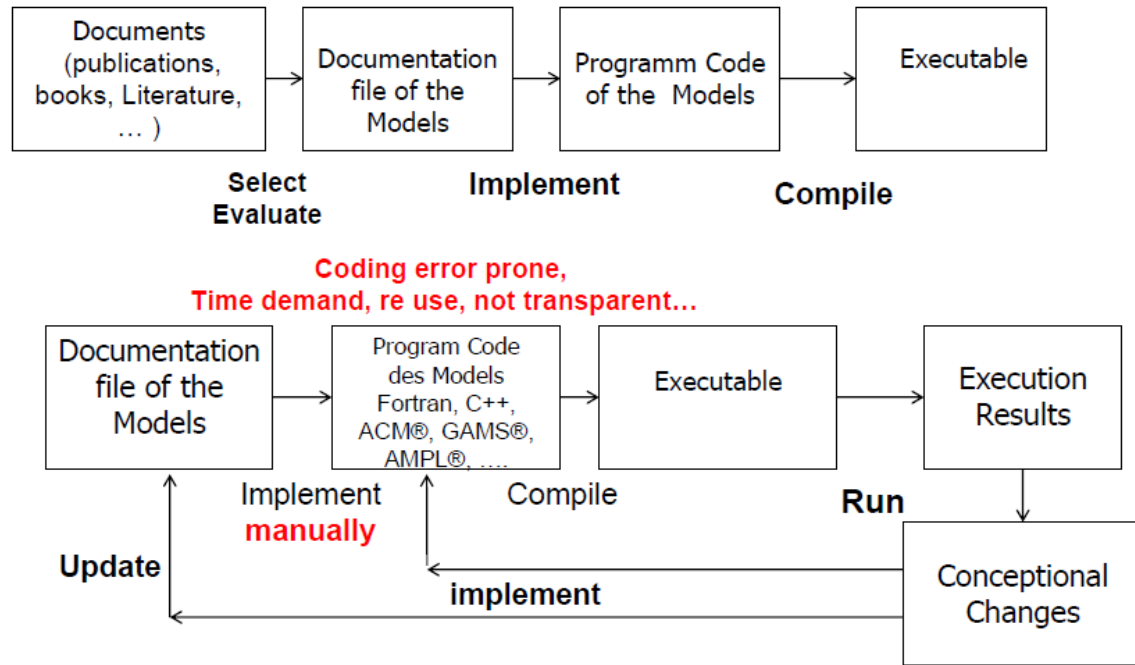 Documents
(publications,
books, Literature,
… )
Documentation
file of the
Models
Programm Code
of the Models
Executable
Select
Evaluate
Implement
Compile
Coding error prone,
Time demand, re use, not transparent…
Documentation
file of the
Models
Program Code
des Models
Fortran, C++,
ACM®, GAMS®,
AMPL®, ….
Executable
Execution
Results
Implement
manually
Compile
Run
Update
implement
Conceptional
Changes